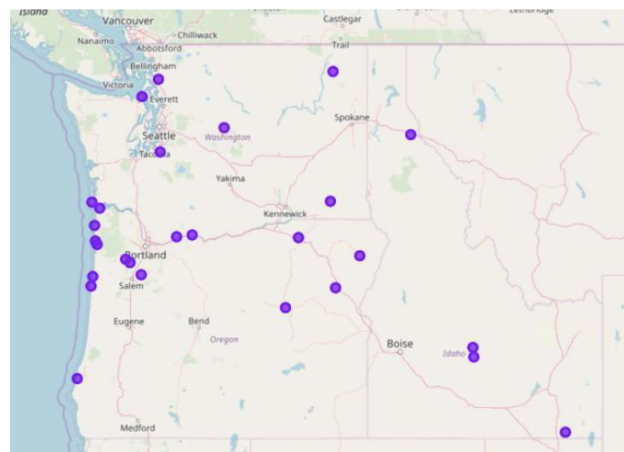 Island
Vancouver
Castlegar
Lethbridge
Nanaimo
Chilliwack
Abbotsford
Trail
Bellingham
Victoria
Everett
Spokane
Seattle
Washington
Tacoma
Yakima
Kennewick
Portland
Salem
Eugene
Bend
Oregon
Boise
Idaho
Medford